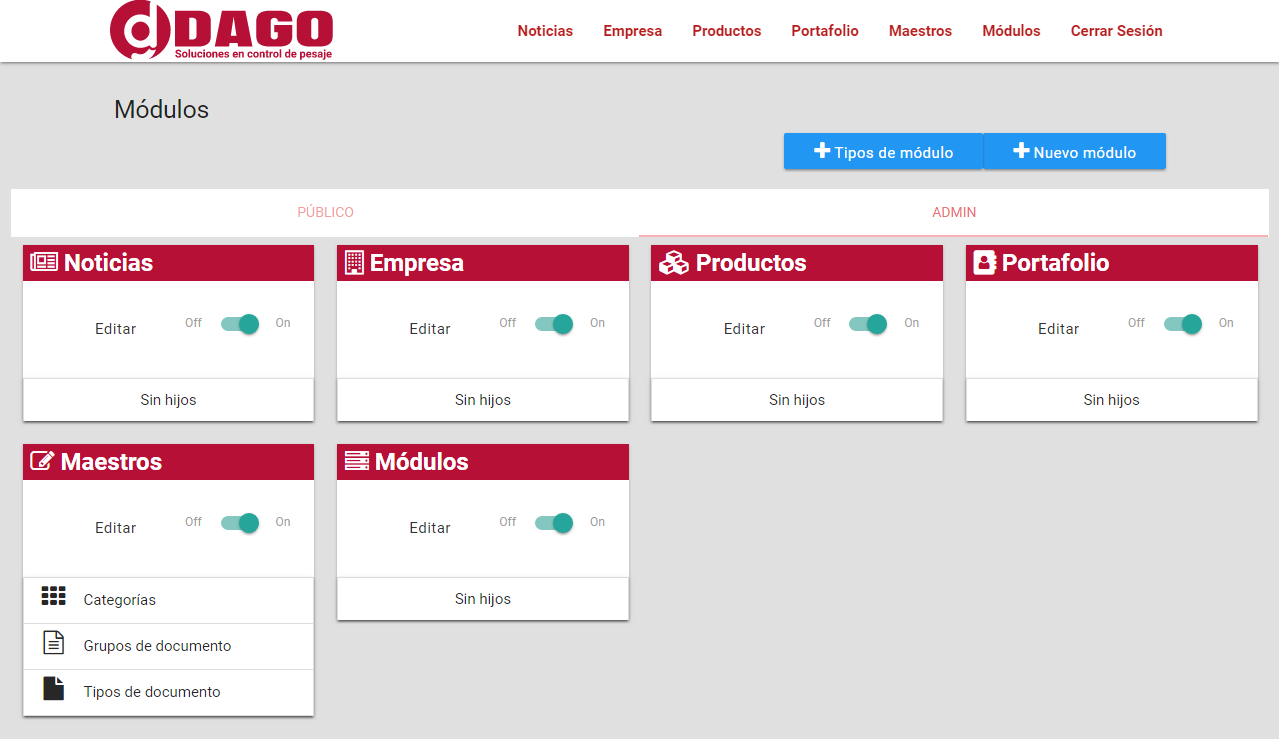 DAGO
Soluciones en control de pesaje
Noticias Empresa Productos Portafolio Maestros Módulos Cerrar Sesión
Módulos
Tipos de módulo Nuevo módulo
PÚBLICO ADMIN
Noticias Empresa Productos Portafolio
Editar Off On Editar Off On Editar Off On Editar Off On
Sin hijos Sin hijos Sin hijos Sin hijos
Maestros Módulos
Editar Off On Editar Off On
Categorías Sin hijos
Grupos de documento
Tipos de documento